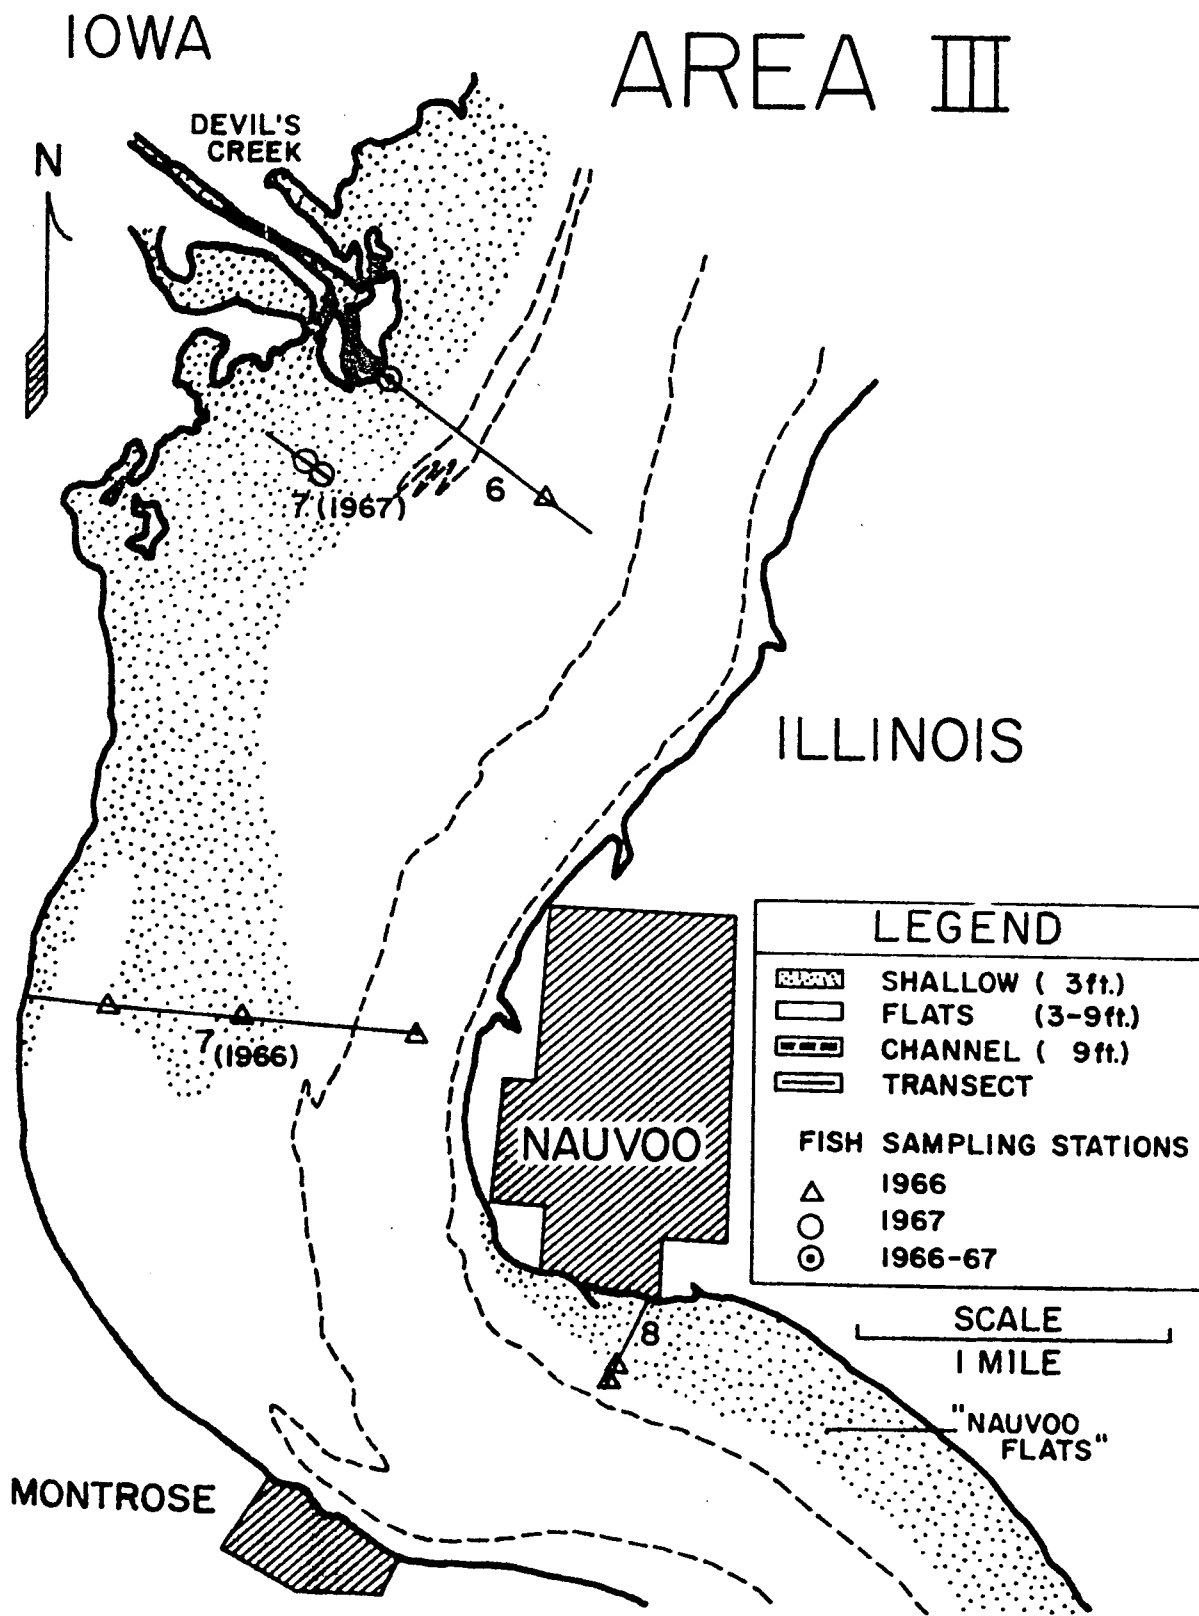 IOWA
AREA III
DEVIL'S
CREEK
N
6
7 (1967)
ILLINOIS
LEGEND
SHALLOW ( 3ft.)
FLATS (3-9ft.)
CHANNEL ( 9ft.)
TRANSECT
FISH SAMPLING STATIONS
1966
1967
1966-67
7 (1966)
NAUVOO
8
SCALE
1 MILE
"NAUVOO
FLATS"
MONTROSE